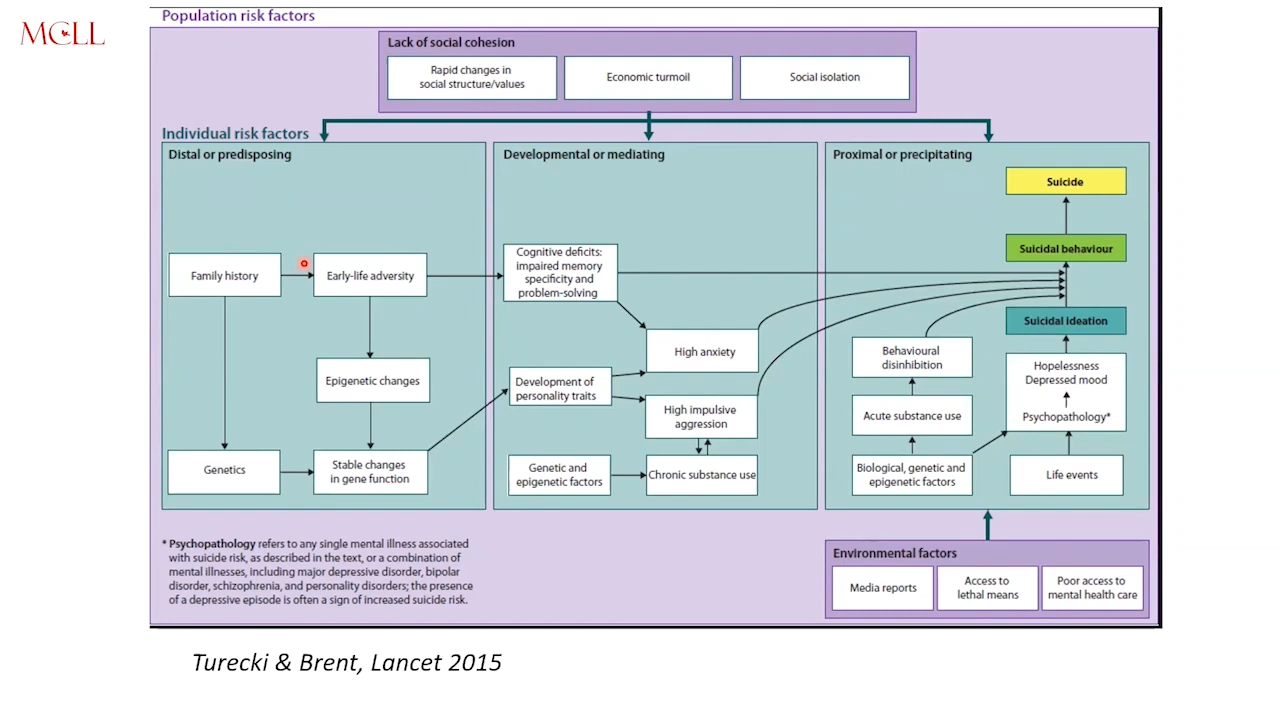 MCLL
Population risk factors
Lack of social cohesion
Rapid changes in
social structure/values
Economic turmoil
Social isolation
Individual risk factors
Distal or predisposing
Family history
Early-life adversity
Epigenetic changes
Genetics
Stable changes
in gene function
Developmental or mediating
Cognitive deficits:
impaired memory
specificity and
problem-solving
High anxiety
Development of
personality traits
High impulsive
aggression
Genetic and
epigenetic factors
Chronic substance use
Proximal or precipitating
Suicide
Suicidal behaviour
Suicidal ideation
Behavioural
disinhibition
Hopelessness
Depressed mood
Psychopathology*
Acute substance use
Biological, genetic and
epigenetic factors
Life events
* Psychopathology refers to any single mental illness associated
with suicide risk, as described in the text, or a combination of
mental illnesses, including major depressive disorder, bipolar
disorder, schizophrenia, and personality disorders; the presence
of a depressive episode is often a sign of increased suicide risk.
Environmental factors
Media reports
Access to
lethal means
Poor access to
mental health care
Turecki & Brent, Lancet 2015